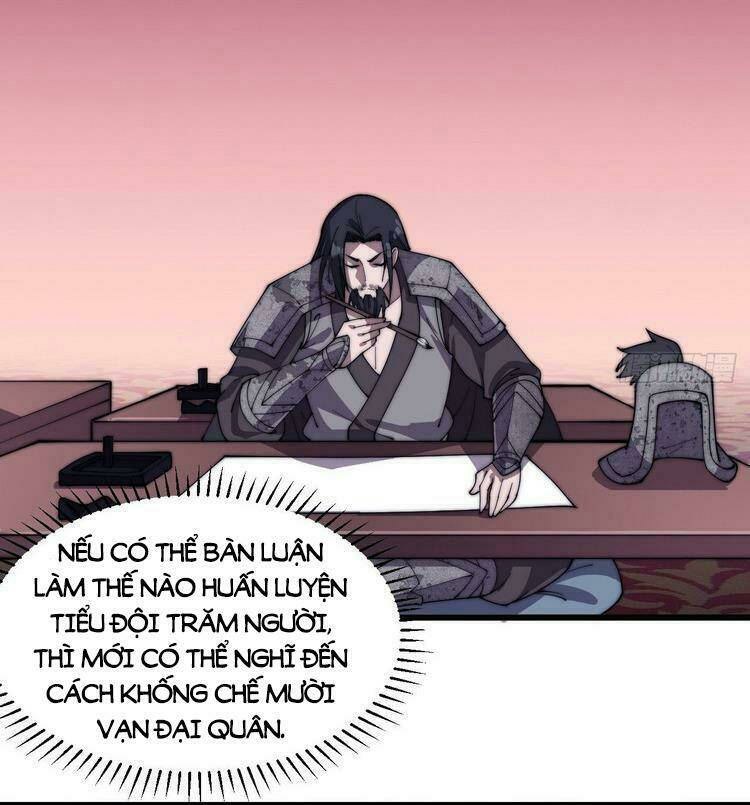 NẾU CÓ THỂ BÀN LUẬN
LÀM THẾ NÀO HUẤN LUYỆN
TIỂU ĐỘI TRĂM NGƯỜI,
THÌ MỚI CÓ THỂ NGHĨ ĐẾN
CÁCH KHỐNG CHẾ MƯỜI
VẠN ĐẠI QUÂN.